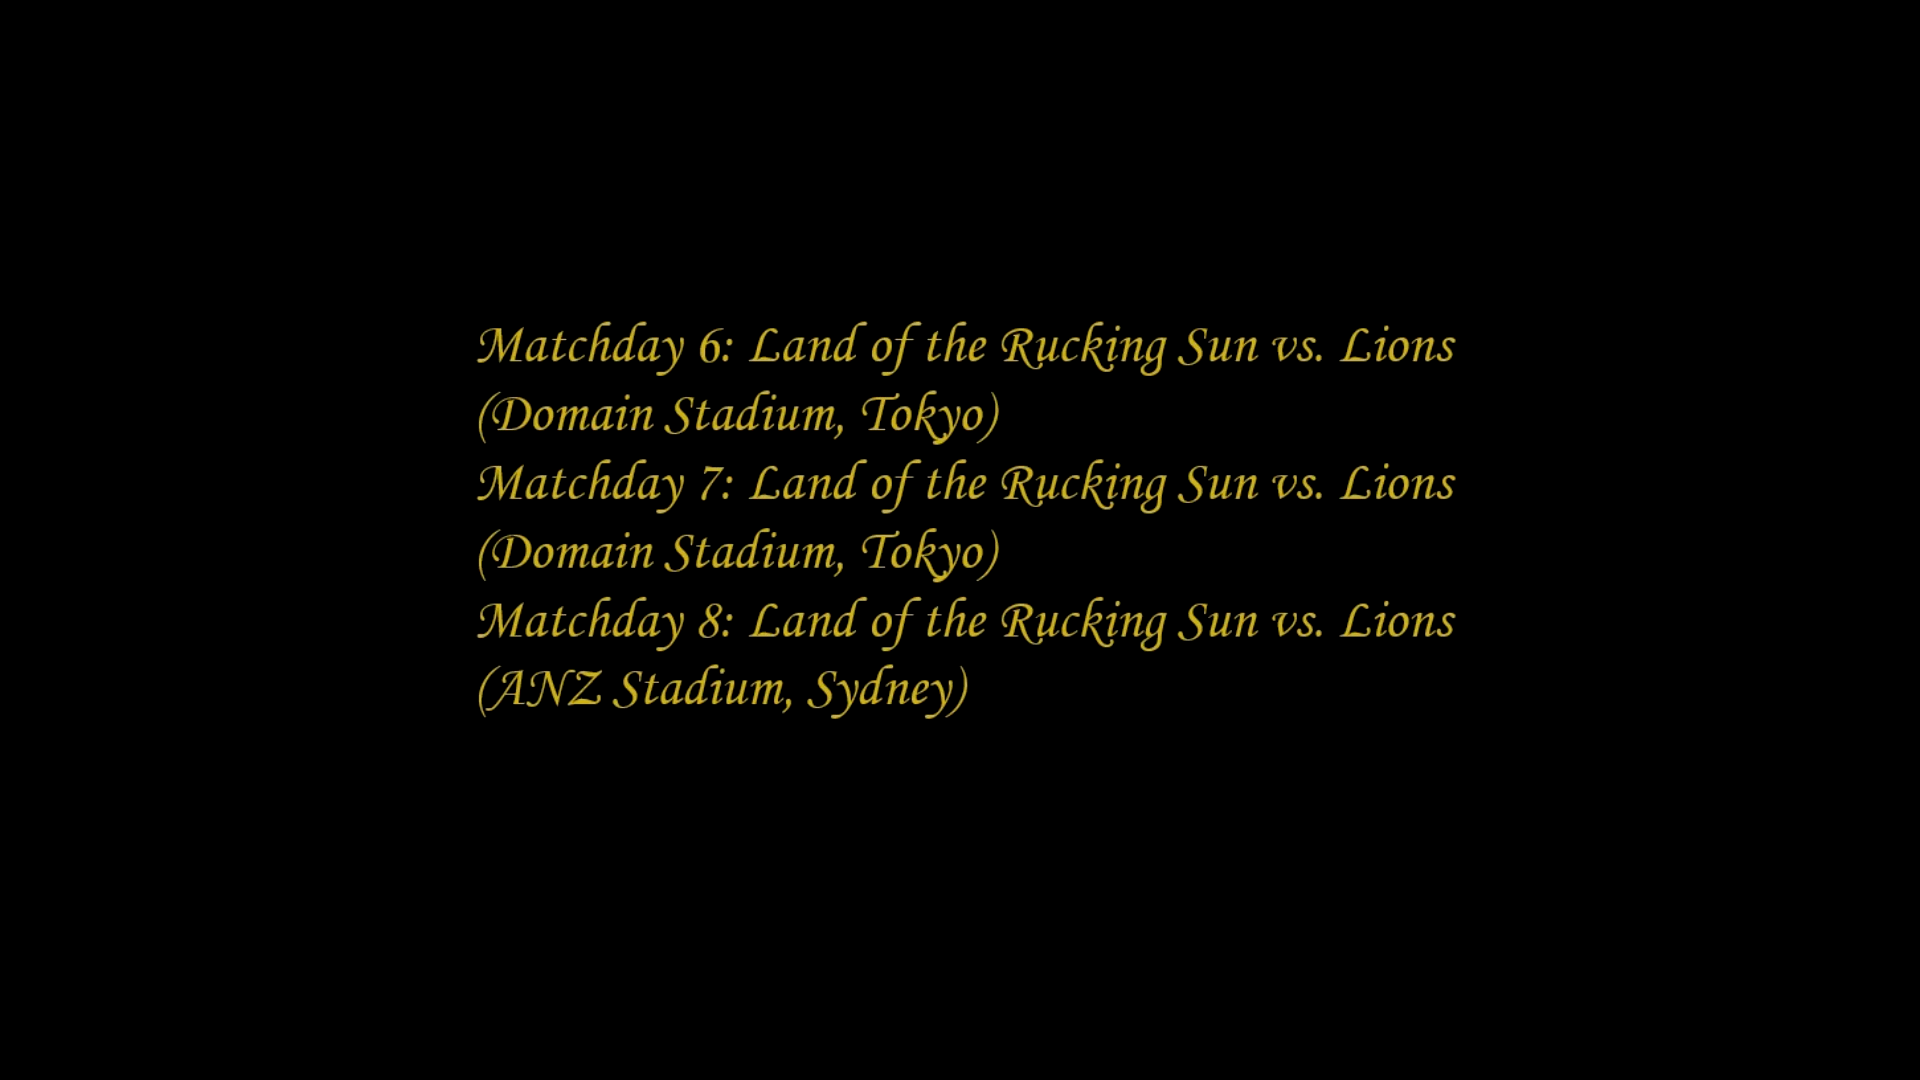 Matchday 6: Land of the Rucking Sun vs. Lions
(Domain Stadium, Tokyo)
Matchday 7: Land of the Rucking Sun vs. Lions
(Domain Stadium, Tokyo)
Matchday 8: Land of the Rucking Sun vs. Lions
(ANZ Stadium, Sydney)